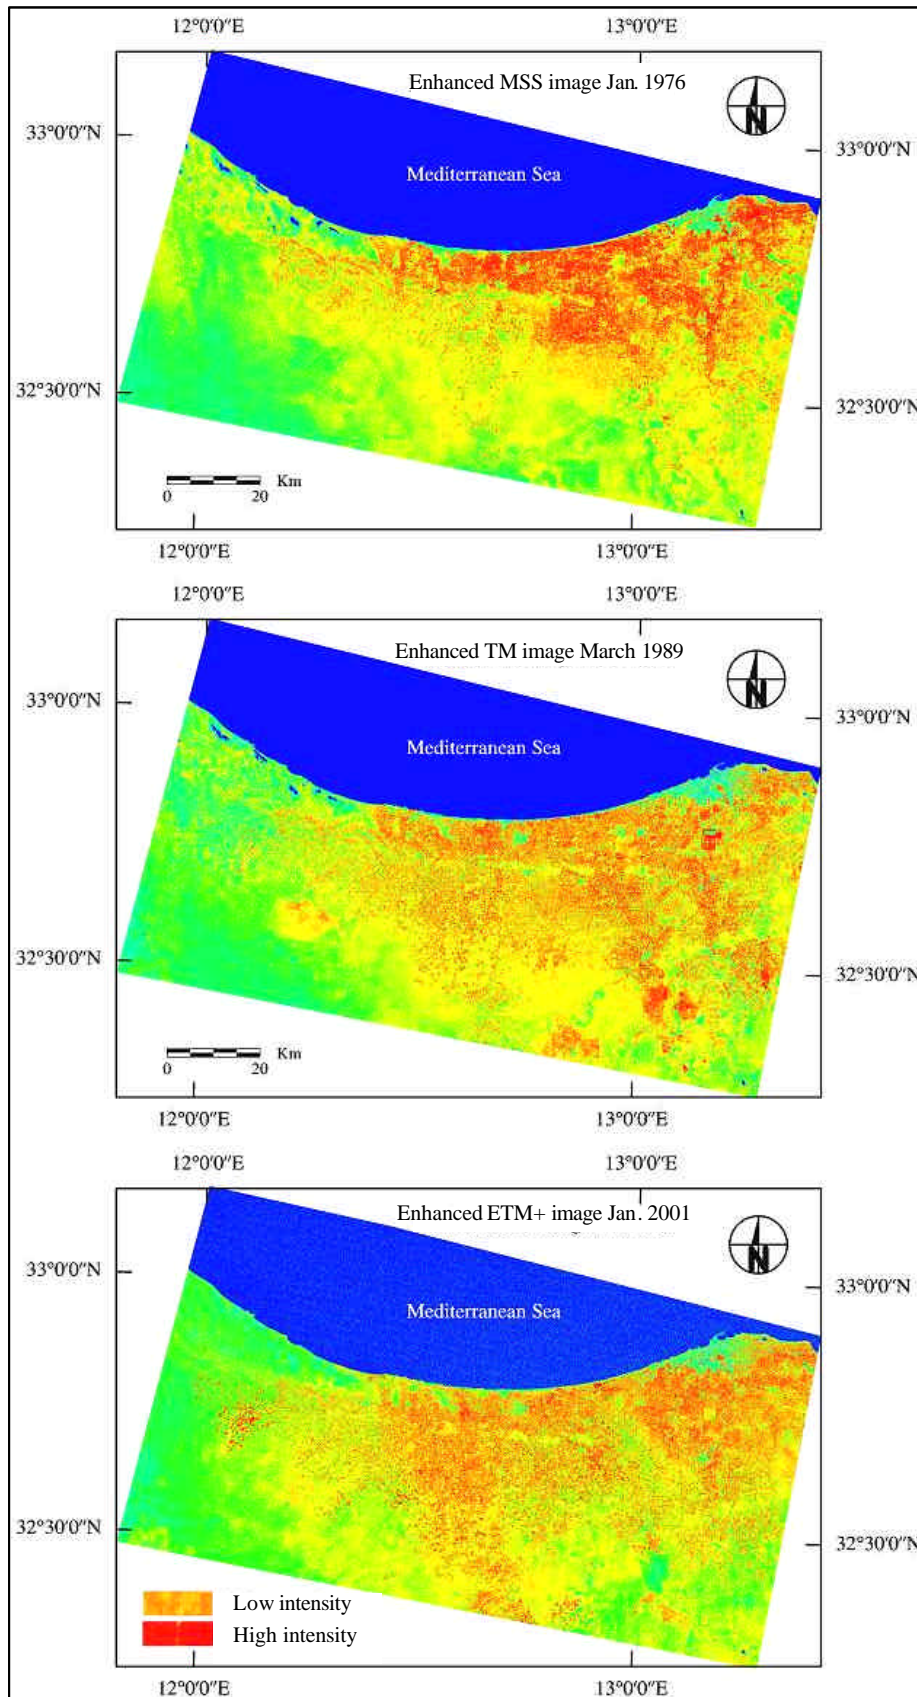 12°0'0"E 13°0'0"E
Enhanced MSS image Jan. 1976
N
33°0'0"N 33°0'0"N
Mediterranean Sea
32°30'0"N 32°30'0"N
Km
0 20
12°0'0"E 13°0'0"E
12°0'0"E 13°0'0"E
Enhanced TM image March 1989
N
33°0'0"N 33°0'0"N
Mediterranean Sea
32°30'0"N 32°30'0"N
Km
0 20
12°0'0"E 13°0'0"E
12°0'0"E 13°0'0"E
Enhanced ETM+ image Jan. 2001
N
33°0'0"N 33°0'0"N
Mediterranean Sea
32°30'0"N 32°30'0"N
Low intensity
High intensity
12°0'0"E 13°0'0"E